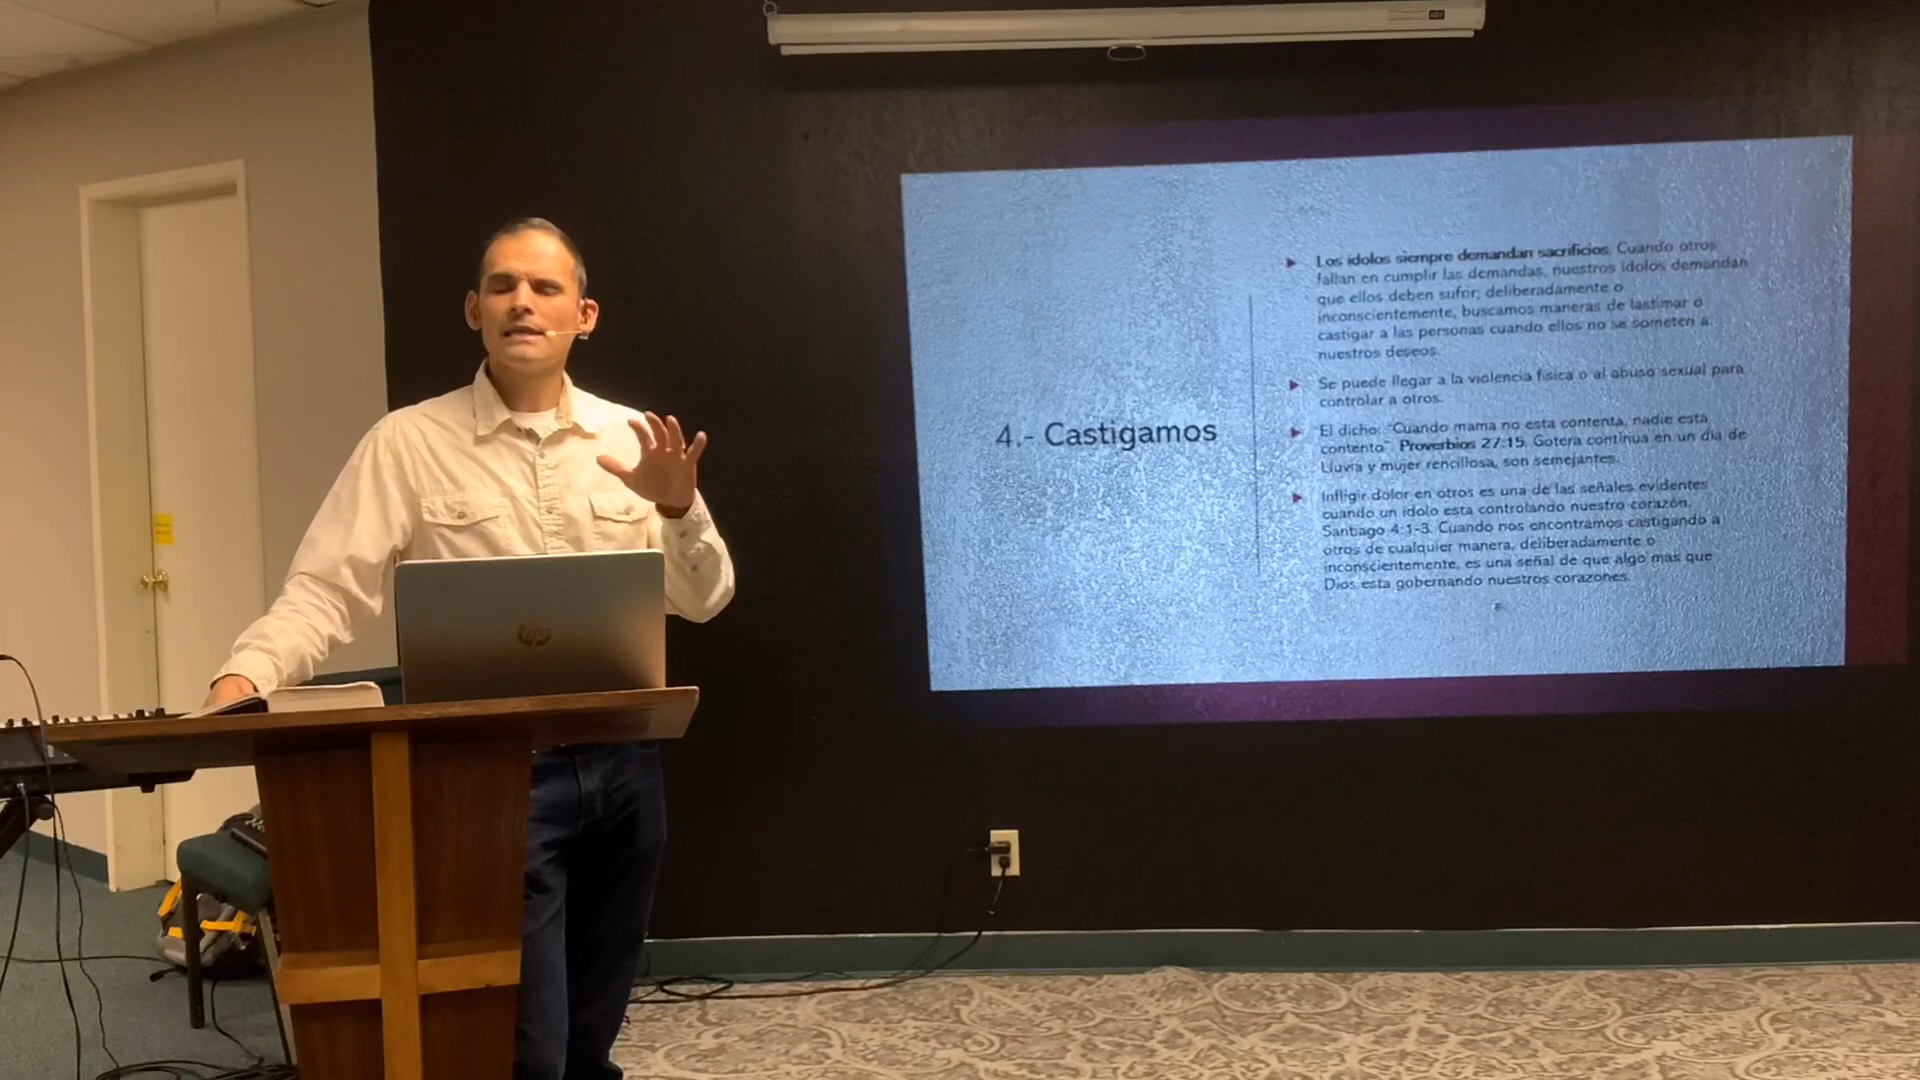 4.- Castigamos
Los idolos siempre demandan sacrificios. Cuando otros
fallan en cumplir las demandas, nuestros idolos demandan
que ellos deben sufrir; deliberadamente o
inconscientemente, buscamos maneras de lastimar o
castigar a las personas cuando ellos no se someten a
nuestros deseos.
Se puede llegar a la violencia fisica o al abuso sexual para
controlar a otros.
El dicho: "Cuando mama no esta contenta, nadie esta
contento". Proverbios 27:15. Gotera continua en un dia de
Lluvia y mujer rencillosa, son semejantes.
Infligir dolor en otros es una de las señales evidentes
cuando un idolo esta controlando nuestro corazón,
Santiago 4:1-3. Cuando nos encontramos castigando a
otros de cualquier manera, deliberadamente o
inconscientemente, es una señal de que algo mas que
Dios esta gobernando nuestros corazones.
hp